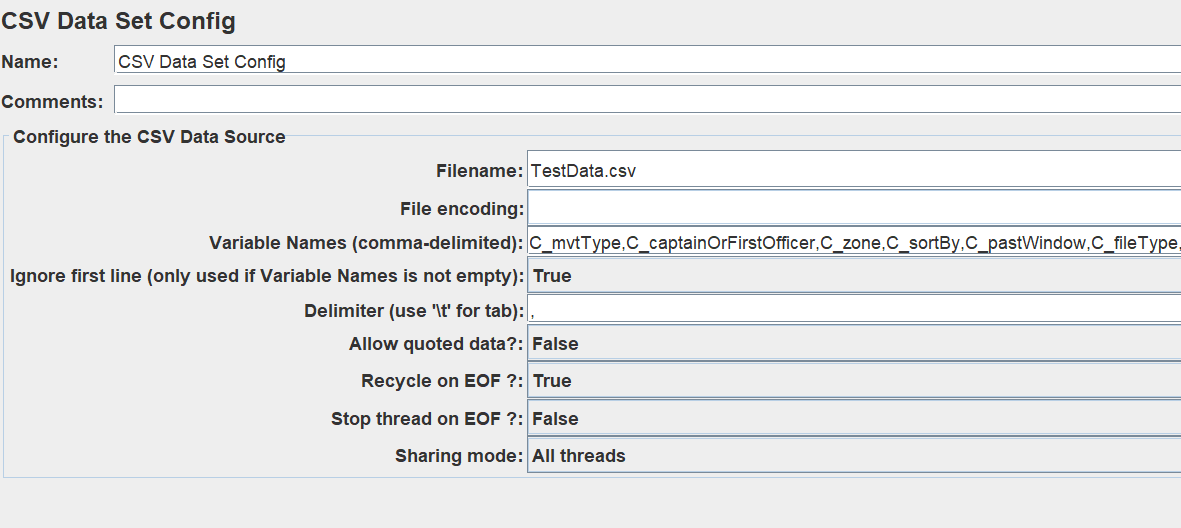 CSV Data Set Config
Name: CSV Data Set Config
Comments:
Configure the CSV Data Source
Filename: TestData.csv
File encoding:
Variable Names (comma-delimited): C_mvtType,C_captainOrFirstOfficer,C_zone,C_sortBy,C_pastWindow,C_fileType,
Ignore first line (only used if Variable Names is not empty): True
Delimiter (use '\t' for tab): ,
Allow quoted data?: False
Recycle on EOF ?: True
Stop thread on EOF ?: False
Sharing mode: All threads